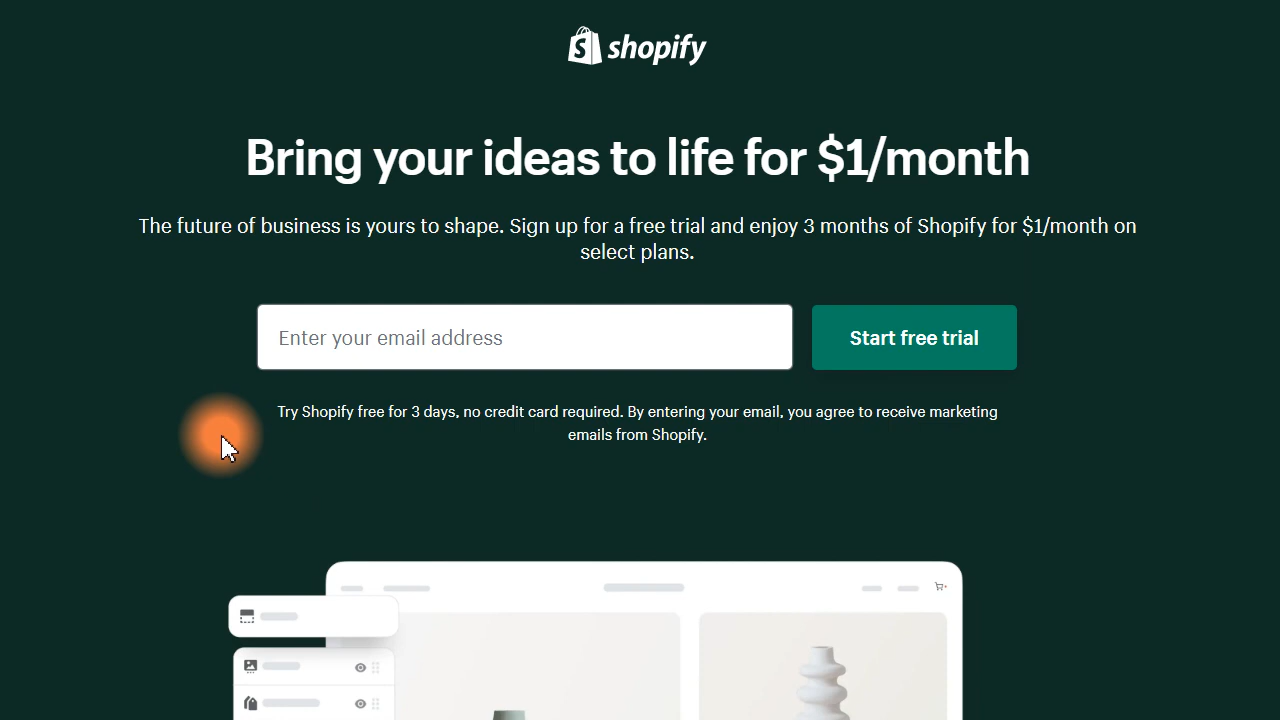 shopify
Bring your ideas to life for $1/month
The future of business is yours to shape. Sign up for a free trial and enjoy 3 months of Shopify for $1/month on
select plans.
Enter your email address
Start free trial
Try Shopify free for 3 days, no credit card required. By entering your email, you agree to receive marketing
emails from Shopify.